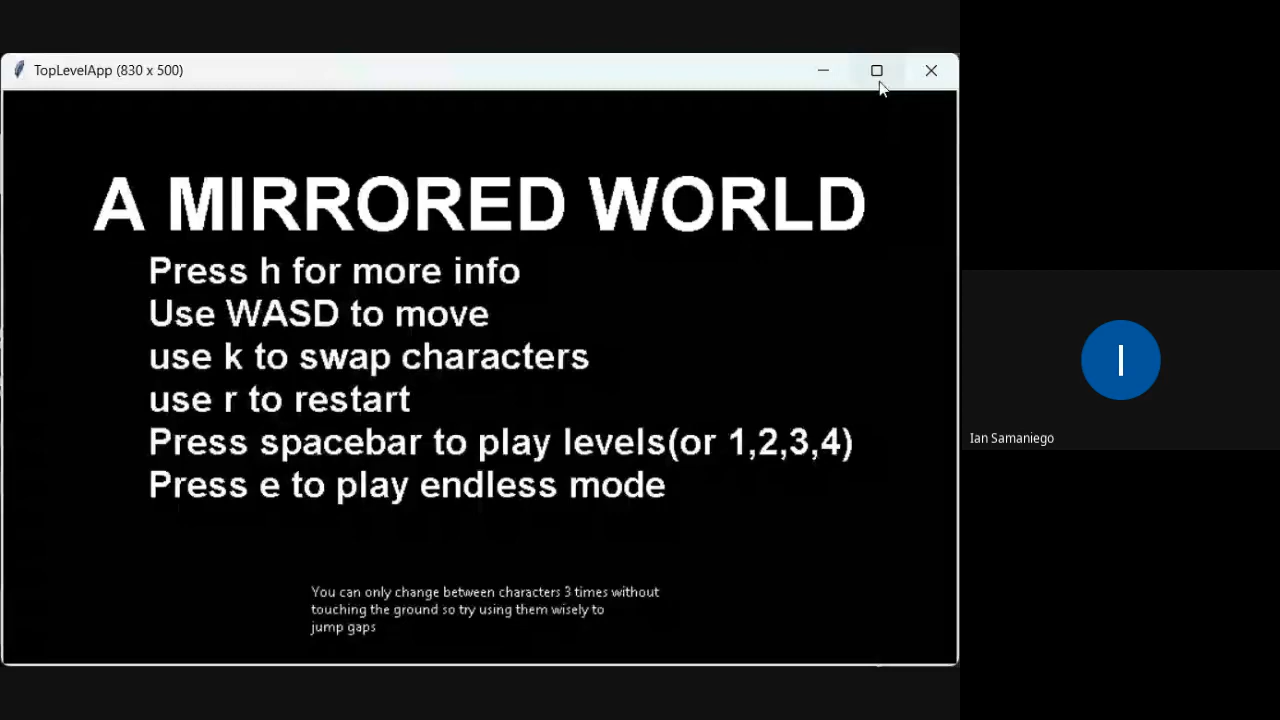 TopLevelApp (830 x 500)
A MIRRORED WORLD
Press h for more info
Use WASD to move
use k to swap characters
use r to restart
Press spacebar to play levels(or 1,2,3,4)
Press e to play endless mode
You can only change between characters 3 times without
touching the ground so try using them wisely to
jump gaps
I
Ian Samaniego